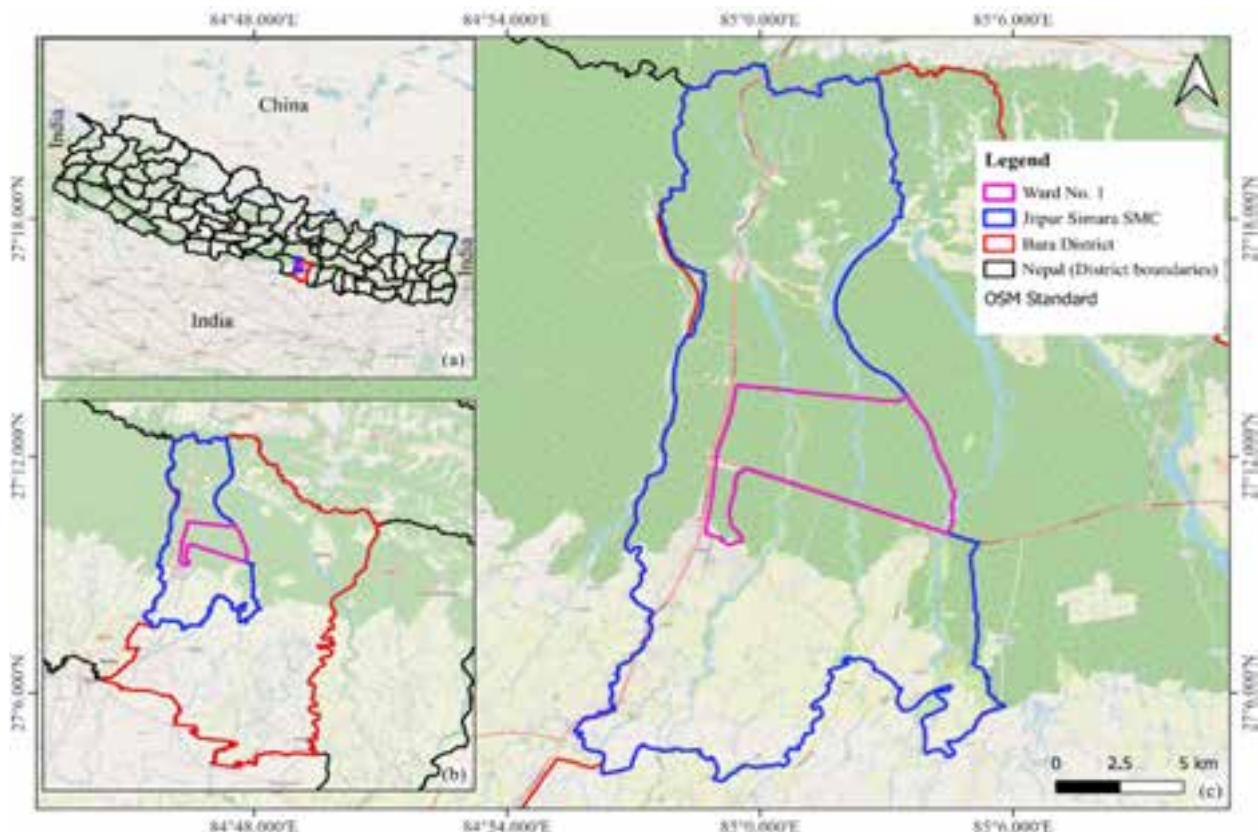 84°48.000'E 84°54.000'E 85°0.000'E 85°6.000'E
China
India
India
India
(a)
27°18.000'N
27°18.000'N
Legend
Ward No. 1
Jitpur Simara SMC
Bara District
Nepal (District boundaries)
OSM Standard
27°12.000'N
27°12.000'N
27°6.000'N
27°6.000'N
(b)
0 2.5 5 km
(c)
84°48.000'E 84°54.000'E 85°0.000'E 85°6.000'E